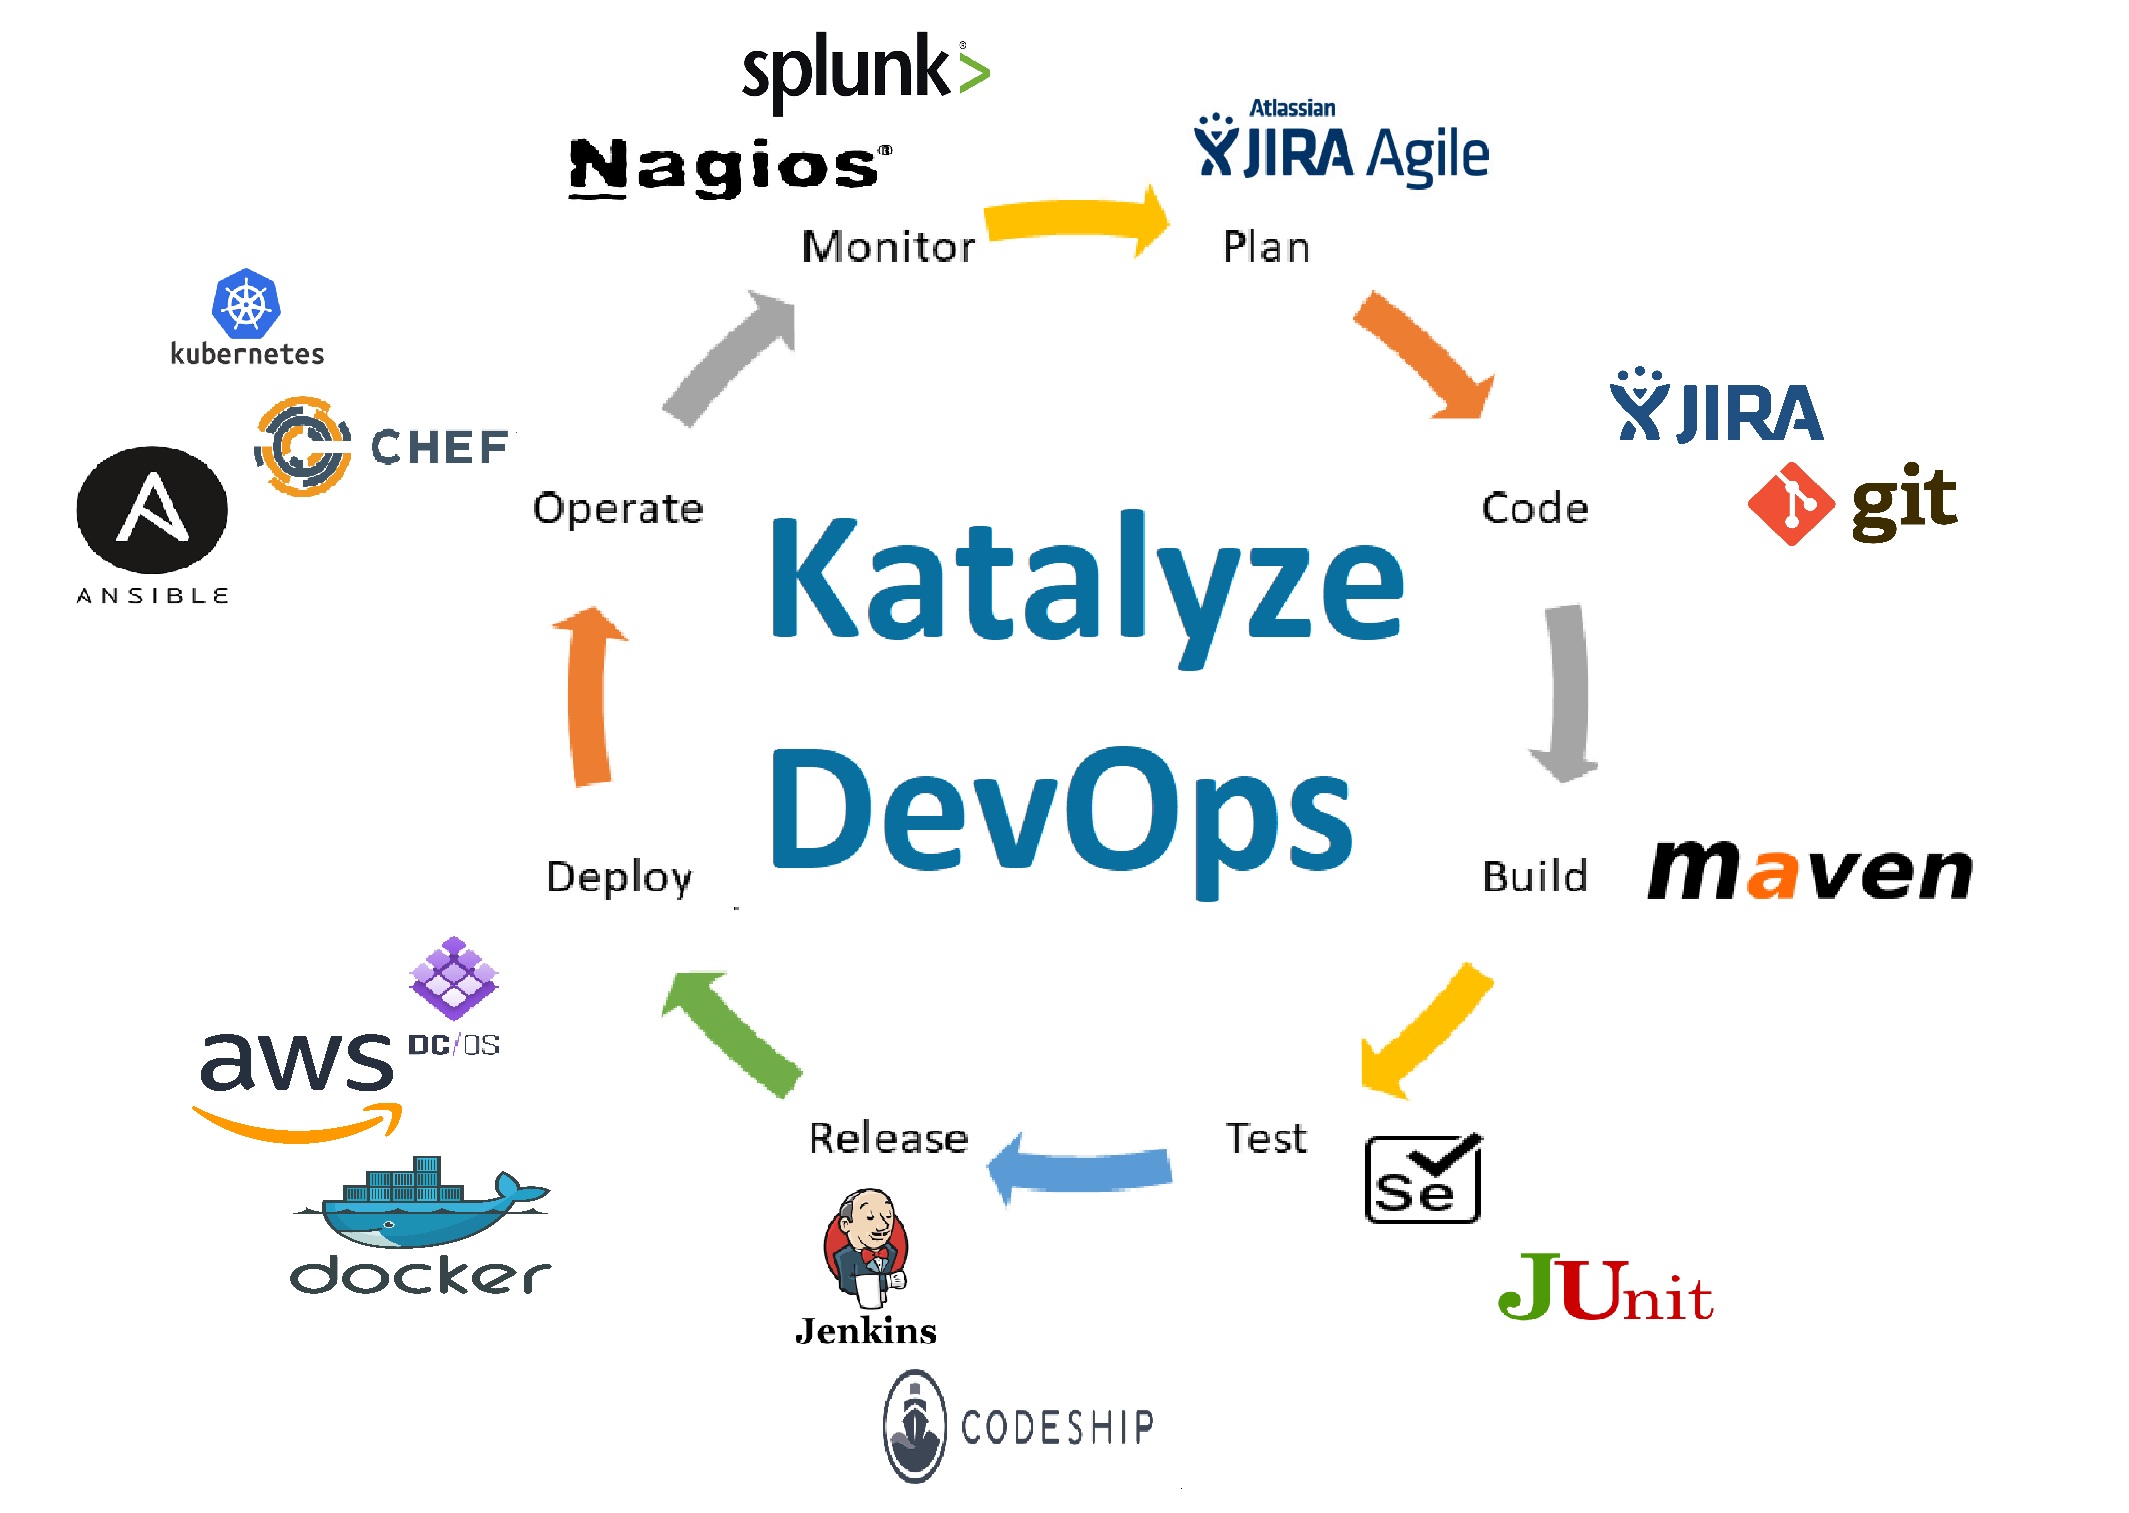 splunk>®
Nagios®
Monitor
Atlassian
JIRA Agile
Plan
JIRA
git
Code
maven
Build
Test
Se
JUnit
Release
Jenkins
CODESHIP
Deploy
DC/OS
aws
docker
Operate
kubernetes
CHEF
ANSIBLE
Katalyze
DevOps